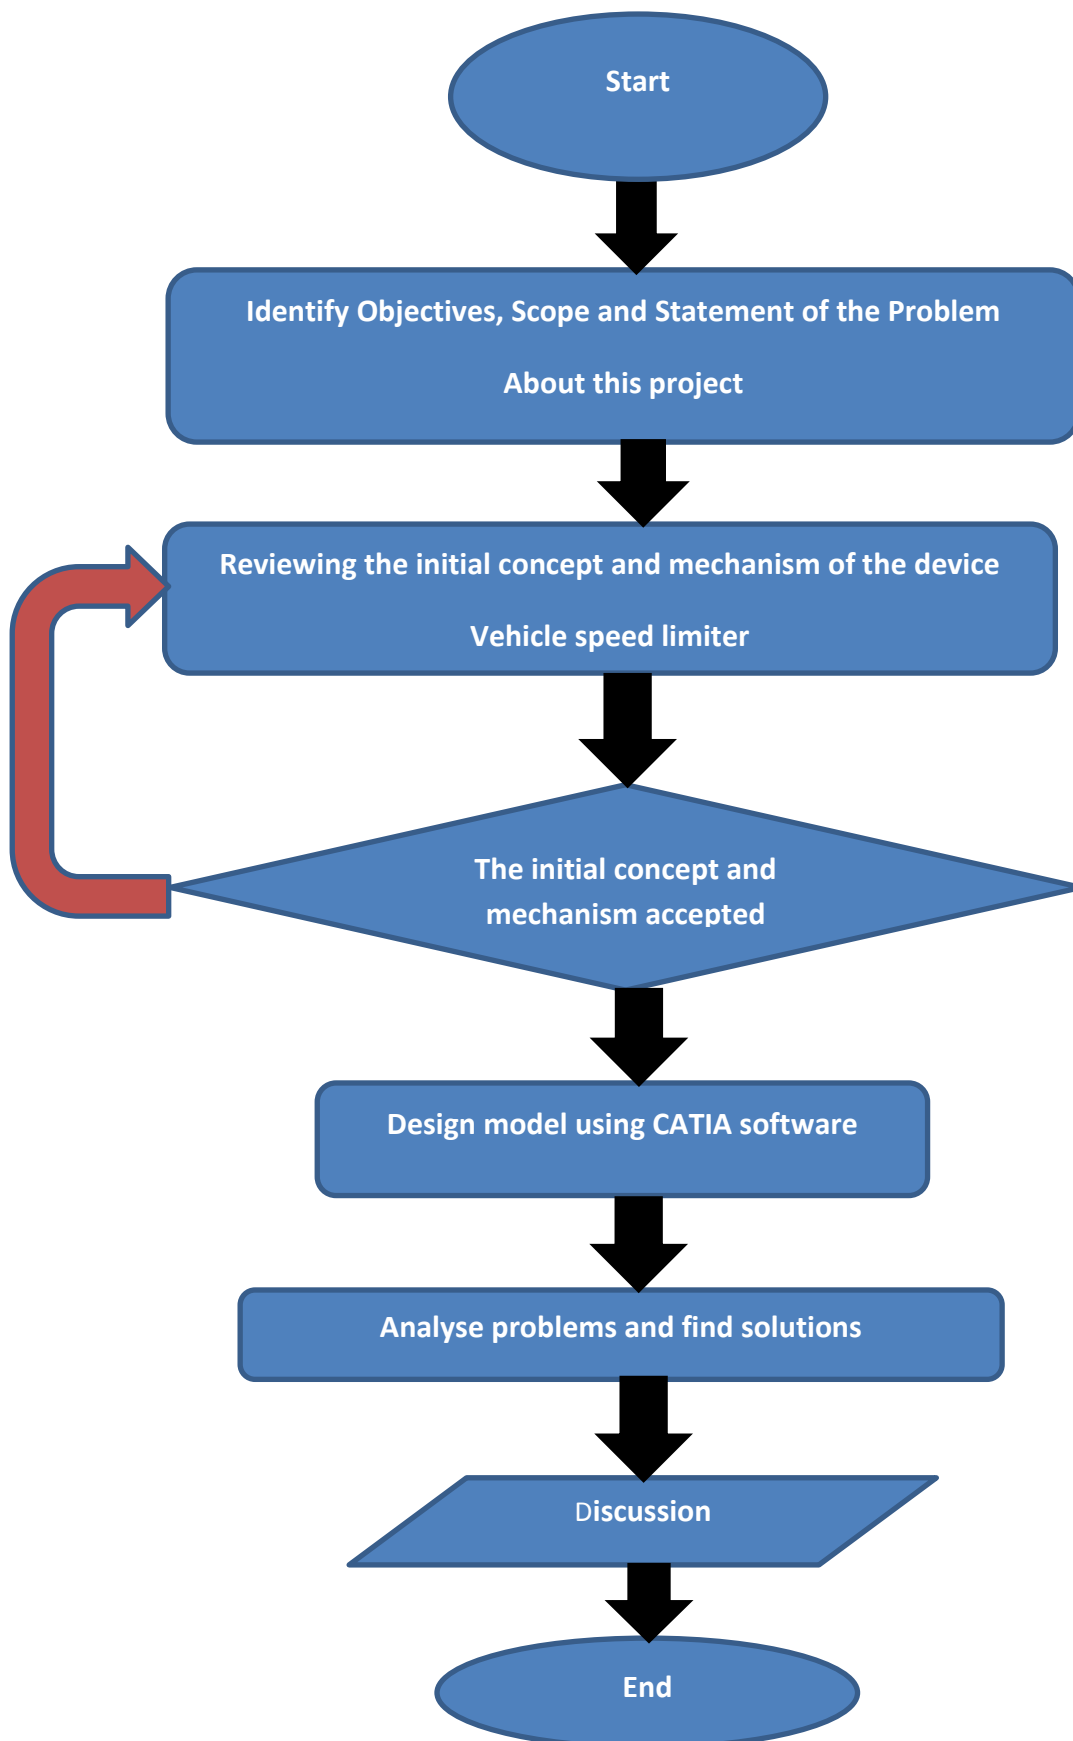 Start
Identify Objectives, Scope and Statement of the Problem
About this project
Reviewing the initial concept and mechanism of the device
Vehicle speed limiter
The initial concept and
mechanism accepted
Design model using CATIA software
Analyse problems and find solutions
Discussion
End